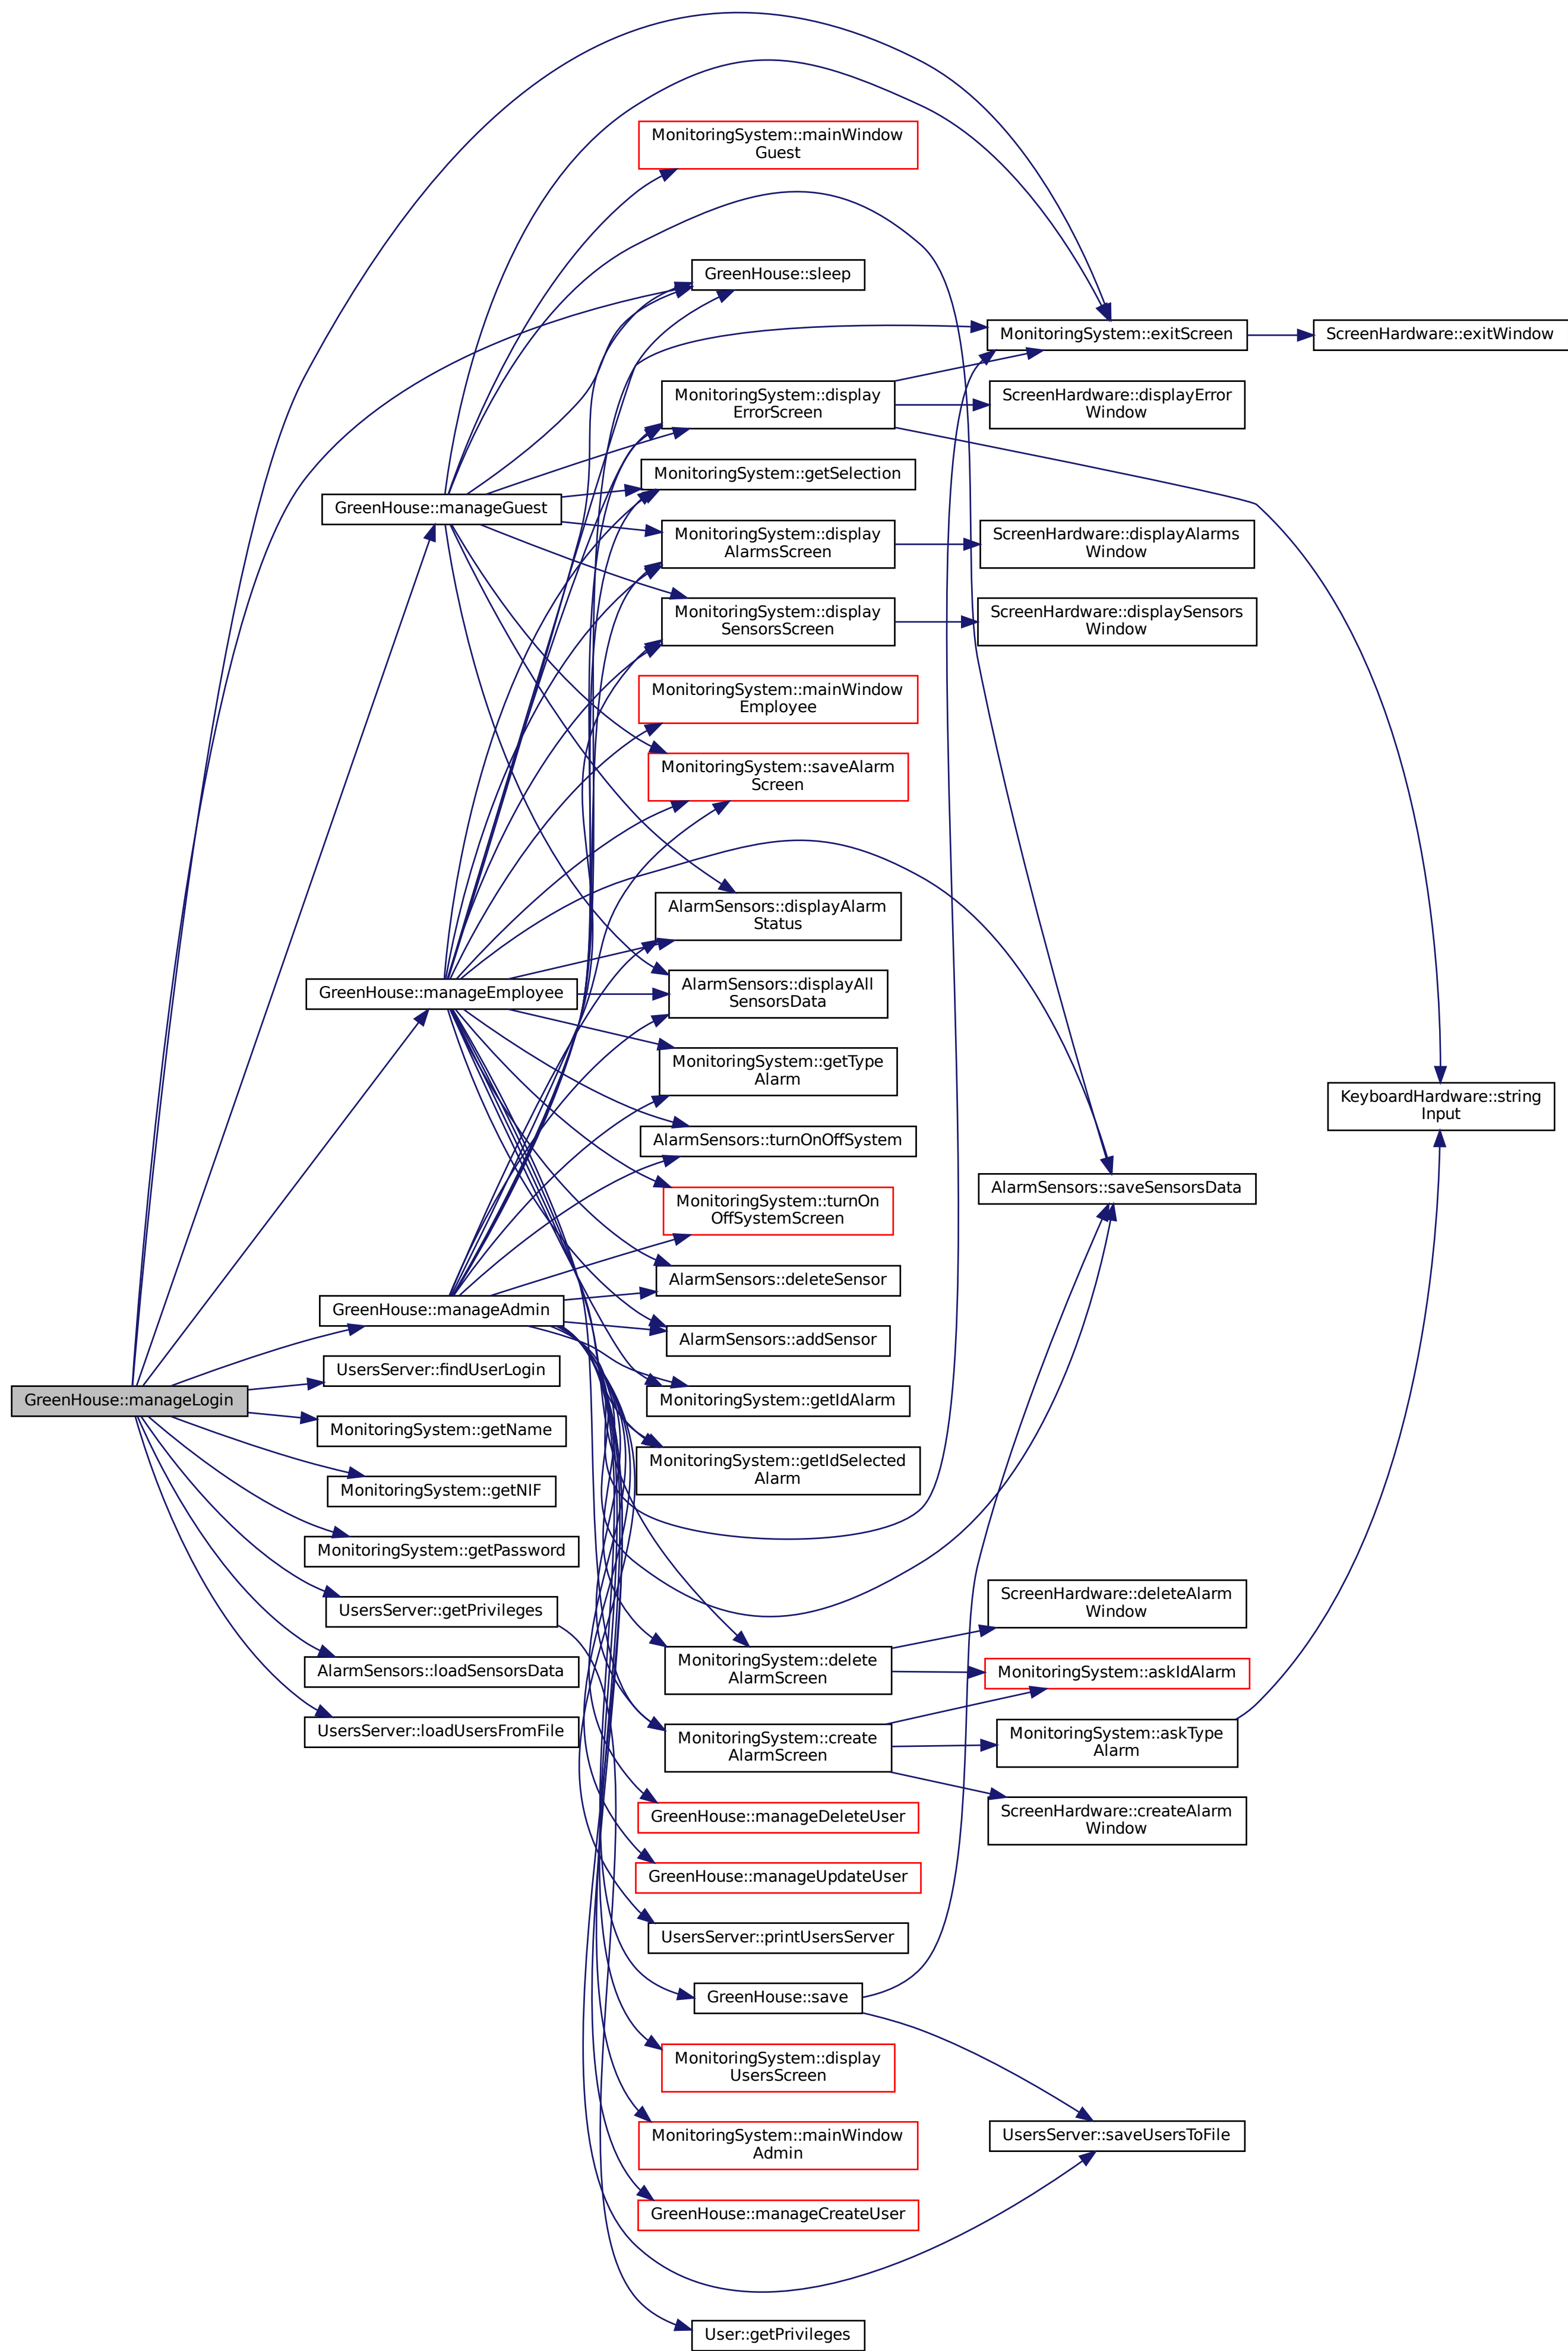 MonitoringSystem::mainWindow
Guest
GreenHouse::sleep
MonitoringSystem::exitScreen
ScreenHardware::exitWindow
MonitoringSystem::display
ErrorScreen
ScreenHardware::displayError
Window
MonitoringSystem::getSelection
GreenHouse::manageGuest
MonitoringSystem::display
AlarmsScreen
ScreenHardware::displayAlarms
Window
MonitoringSystem::display
SensorsScreen
ScreenHardware::displaySensors
Window
MonitoringSystem::mainWindow
Employee
MonitoringSystem::saveAlarm
Screen
AlarmSensors::displayAlarm
Status
GreenHouse::manageEmployee
AlarmSensors::displayAll
SensorsData
MonitoringSystem::getType
Alarm
KeyboardHardware::string
Input
AlarmSensors::turnOnOffSystem
AlarmSensors::saveSensorsData
MonitoringSystem::turnOn
OffSystemScreen
AlarmSensors::deleteSensor
GreenHouse::manageAdmin
AlarmSensors::addSensor
UsersServer::findUserLogin
GreenHouse::manageLogin
MonitoringSystem::getIdAlarm
MonitoringSystem::getName
MonitoringSystem::getIdSelected
Alarm
MonitoringSystem::getNIF
MonitoringSystem::getPassword
UsersServer::getPrivileges
ScreenHardware::deleteAlarm
Window
AlarmSensors::loadSensorsData
MonitoringSystem::delete
AlarmScreen
MonitoringSystem::askIdAlarm
UsersServer::loadUsersFromFile
MonitoringSystem::create
AlarmScreen
MonitoringSystem::askType
Alarm
GreenHouse::manageDeleteUser
ScreenHardware::createAlarm
Window
GreenHouse::manageUpdateUser
UsersServer::printUsersServer
GreenHouse::save
MonitoringSystem::display
UsersScreen
MonitoringSystem::mainWindow
Admin
UsersServer::saveUsersToFile
GreenHouse::manageCreateUser
User::getPrivileges